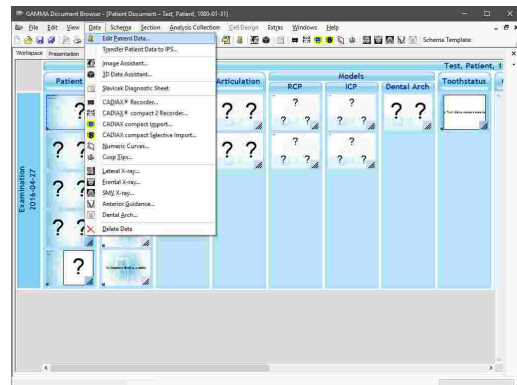 GAMMA Document Browser - [Patient Document - Test, Patient, 1980-01-31]
File Edit View Data Scheme Section Analysis Collection Cell Design Extras Windows Help
Schema Template:
Workspace Presentation
Edit Patient Data...
Transfer Patient Data to IPS...
Image Assistant...
3D Data Assistant...
Slavicek Diagnostic Sheet
CADIAX® Recorder...
CADIAX® compact 2 Recorder...
CADIAX compact Import...
CADIAX compact Selective Import...
Numeric Curves...
Cusp Tips...
Lateral X-ray...
Frontal X-ray...
SMV X-ray...
Anterior Guidance...
Dental Arch...
Delete Data
Test, Patient, 1
Patient
Articulation
Models
RCP
ICP
Dental Arch
Toothstatus
Examination
2016-04-27
? ? ? ? ? ?
? ? ? ?
? ? ? ? ?
? ? ? ?
? ?
? ?
?